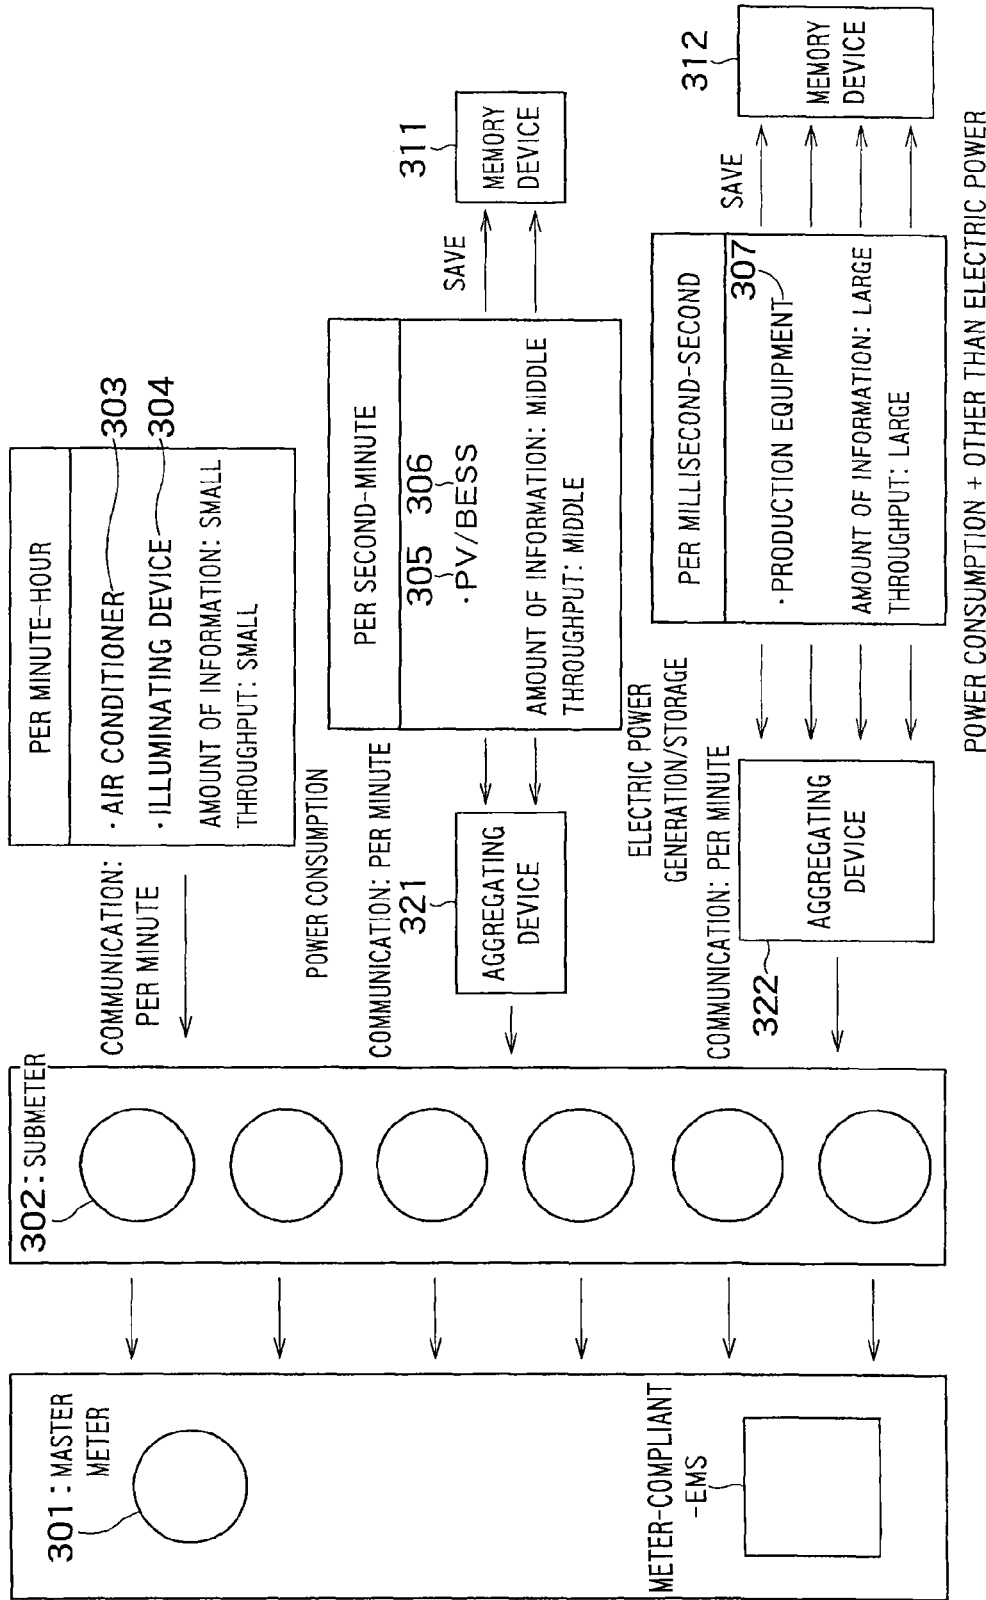 301: MASTER
METER
METER-COMPLIANT
-EMS
302: SUBMETER
COMMUNICATION:
PER MINUTE
PER MINUTE-HOUR
· AIR CONDITIONER 303
· ILLUMINATING DEVICE 304
AMOUNT OF INFORMATION: SMALL
THROUGHPUT: SMALL
POWER CONSUMPTION
COMMUNICATION: PER MINUTE
321
AGGREGATING
DEVICE
PER SECOND-MINUTE
305 306
· PV/BESS
AMOUNT OF INFORMATION: MIDDLE
THROUGHPUT: MIDDLE
SAVE
311
MEMORY
DEVICE
ELECTRIC POWER
GENERATION/STORAGE
COMMUNICATION: PER MINUTE
322
AGGREGATING
DEVICE
PER MILLISECOND-SECOND
307
· PRODUCTION EQUIPMENT
AMOUNT OF INFORMATION: LARGE
THROUGHPUT: LARGE
SAVE
312
MEMORY
DEVICE
POWER CONSUMPTION + OTHER THAN ELECTRIC POWER